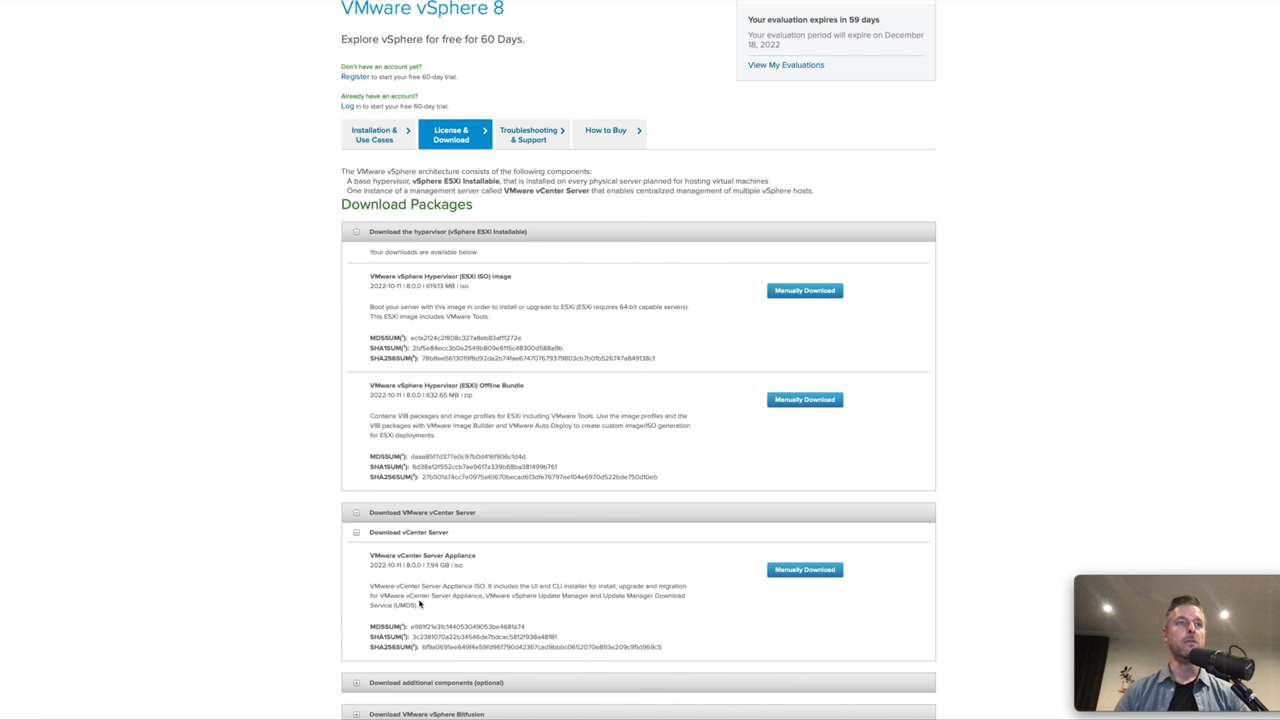 VMware vSphere 8
Explore vSphere for free for 60 Days.
Don't have an account yet?
Register to start your free 60-day trial.
Already have an account?
Log in to start your free 60-day trial.
Your evaluation expires in 59 days
Your evaluation period will expire on December
18, 2022
View My Evaluations
Installation &
Use Cases
License &
Download
Troubleshooting
& Support
How to Buy
The VMware vSphere architecture consists of the following components:
A base hypervisor, vSphere ESXi Installable, that is installed on every physical server planned for hosting virtual machines
One instance of a management server called VMware vCenter Server that enables centralized management of multiple vSphere hosts.
Download Packages
Download the hypervisor (vSphere ESXi Installable)
Your downloads are available below
VMware vSphere Hypervisor (ESXi ISO) image
2022-10-11 | 8.0.0 | 619.13 MB | iso
Manually Download
Boot your server with this image in order to install or upgrade to ESXi (ESXi requires 64-bit capable servers).
This ESXi image includes VMware Tools.
MD5SUM(*):
SHA1SUM(*):
SHA256SUM(*):
VMware vSphere Hypervisor (ESXi) Offline Bundle
2022-10-11 | 8.0.0 | 632.65 MB | zip
Manually Download
Contains VIB packages and image profiles for ESXi including VMware Tools. Use the image profiles and the
VIB packages with VMware Image Builder and VMware Auto Deploy to create custom image/ISO generation
for ESXi deployments.
MD5SUM(*):
SHA1SUM(*):
SHA256SUM(*):
Download VMware vCenter Server
Download vCenter Server
VMware vCenter Server Appliance
2022-10-11 | 8.0.0 | 7.94 GB | iso
Manually Download
VMware vCenter Server Appliance ISO. It includes the UI and CLI installer for install, upgrade and migration
for VMware vCenter Server Appliance, VMware vSphere Update Manager and Update Manager Download
Service (UMDS).
MD5SUM(*):
SHA1SUM(*):
SHA256SUM(*):
Download additional components (optional)
Download VMware vSphere Bitfusion